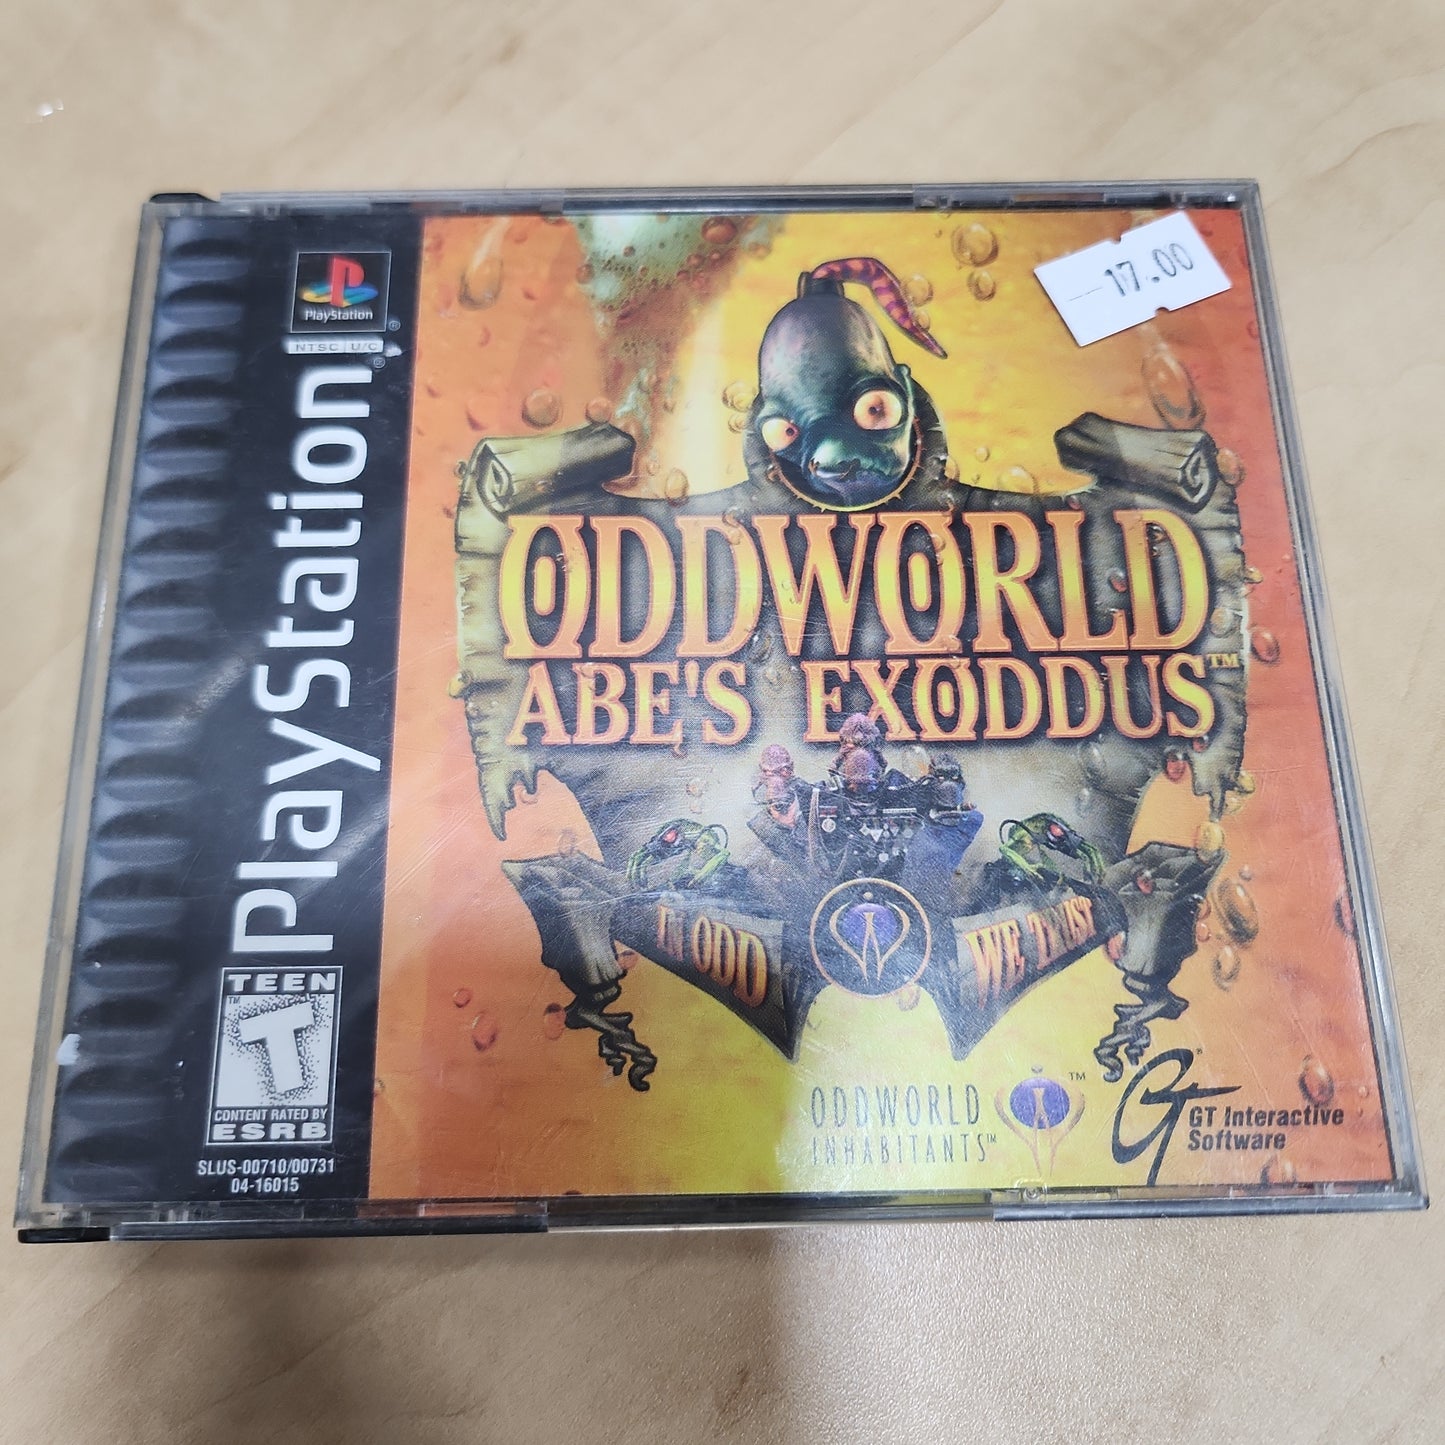 PlayStation
NTSC U/C
PlayStation
TEEN
T
CONTENT RATED BY
ESRB
SLUS-00710/00731
04-16015
17.00
ODDWORLD
ABE'S EXODDUS™
IN ODD
WE TRUST
ODDWORLD
INHABITANTS™
™
GT Interactive
Software